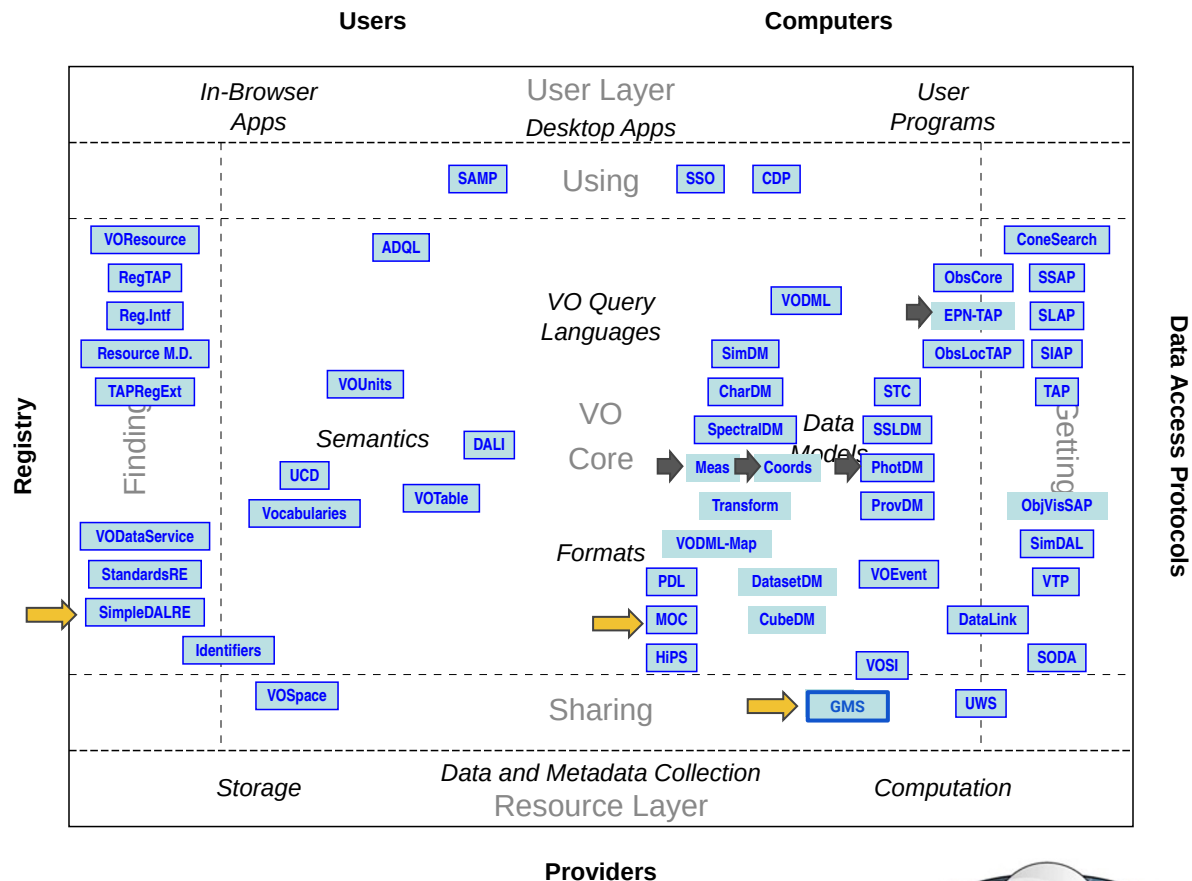 Users
Computers
In-Browser
Apps
User Layer
Desktop Apps
User
Programs
SAMP
Using
SSO
CDP
VOResource
RegTAP
Reg.Intf
Resource M.D.
TAPRegExt
Finding
Registry
VODataService
StandardsRE
SimpleDALRE
Identifiers
ADQL
VOUnits
Semantics
DALI
UCD
Vocabularies
VOTable
VO Query
Languages
VO
Core
Formats
VODML
SimDM
CharDM
SpectralDM
Data
Models
Meas
Coords
Transform
VODML-Map
PDL
DatasetDM
MOC
CubeDM
HiPS
STC
SSLDM
PhotDM
ProvDM
VOEvent
VOSI
ObsCore
EPN-TAP
ObsLocTAP
DataLink
ConeSearch
SSAP
SLAP
SIAP
TAP
Getting
ObjVisSAP
SimDAL
VTP
SODA
Data Access Protocols
VOSpace
Sharing
GMS
UWS
Storage
Data and Metadata Collection
Resource Layer
Computation
Providers